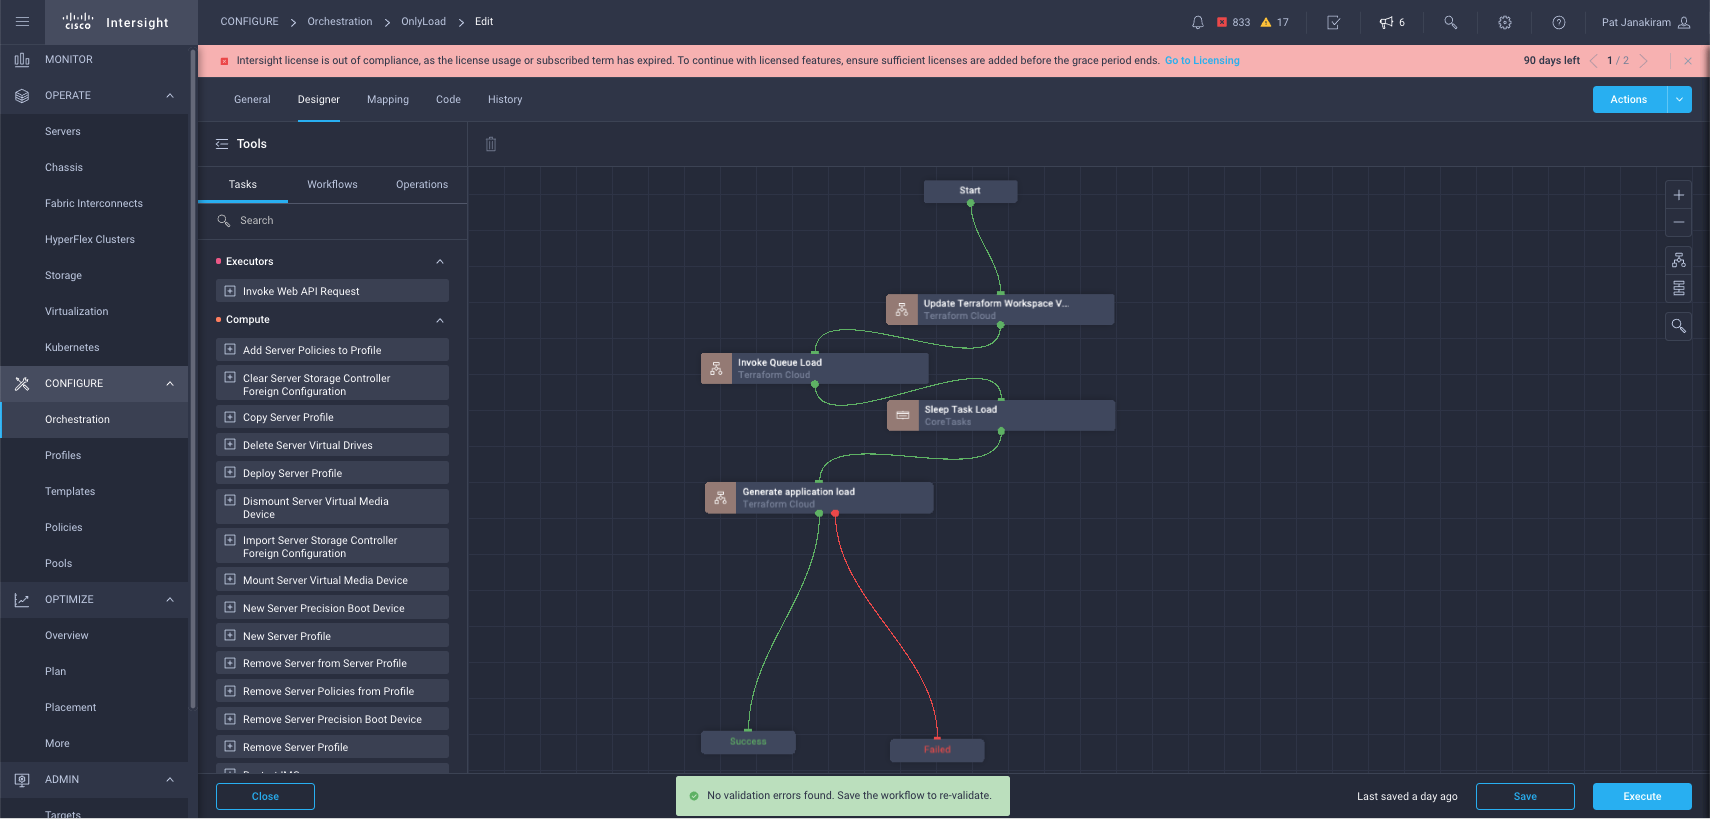 CISCO Intersight
CONFIGURE > Orchestration > OnlyLoad > Edit
833 17 6 Pat Janakiram
Intersight license is out of compliance, as the license usage or subscribed term has expired. To continue with licensed features, ensure sufficient licenses are added before the grace period ends. Go to Licensing
90 days left 1 / 2
MONITOR
OPERATE
Servers
Chassis
Fabric Interconnects
HyperFlex Clusters
Storage
Virtualization
Kubernetes
CONFIGURE
Orchestration
Profiles
Templates
Policies
Pools
OPTIMIZE
Overview
Plan
Placement
More
ADMIN
Targets
General Designer Mapping Code History
Actions
Tools
Tasks Workflows Operations
Search
Executors
Invoke Web API Request
Compute
Add Server Policies to Profile
Clear Server Storage Controller
Foreign Configuration
Copy Server Profile
Delete Server Virtual Drives
Deploy Server Profile
Dismount Server Virtual Media
Device
Import Server Storage Controller
Foreign Configuration
Mount Server Virtual Media Device
New Server Precision Boot Device
New Server Profile
Remove Server from Server Profile
Remove Server Policies from Profile
Remove Server Precision Boot Device
Remove Server Profile
Start
Update Terraform Workspace V...
Terraform Cloud
Invoke Queue Load
Terraform Cloud
Sleep Task Load
CoreTasks
Generate application load
Terraform Cloud
Success
Failed
Close
No validation errors found. Save the workflow to re-validate.
Last saved a day ago
Save
Execute